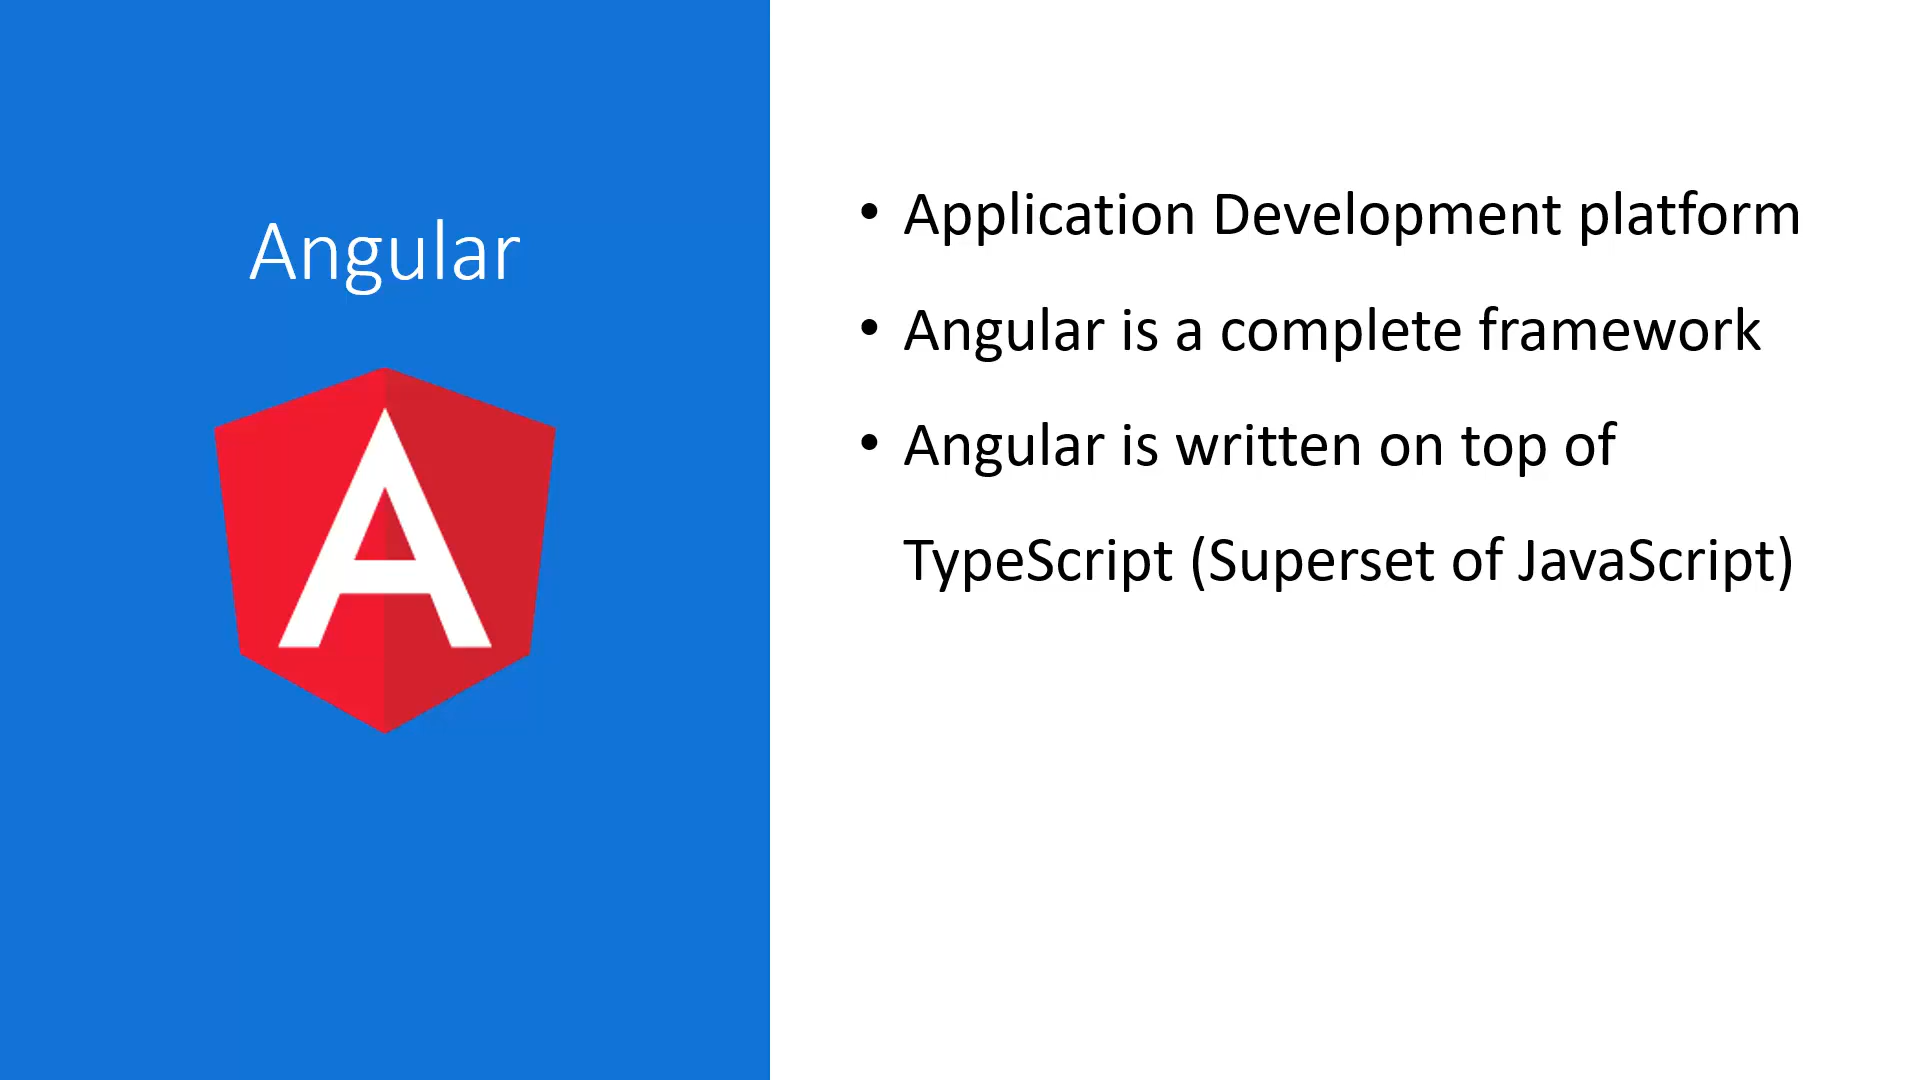 Angular
A
• Application Development platform
• Angular is a complete framework
• Angular is written on top of
TypeScript (Superset of JavaScript)